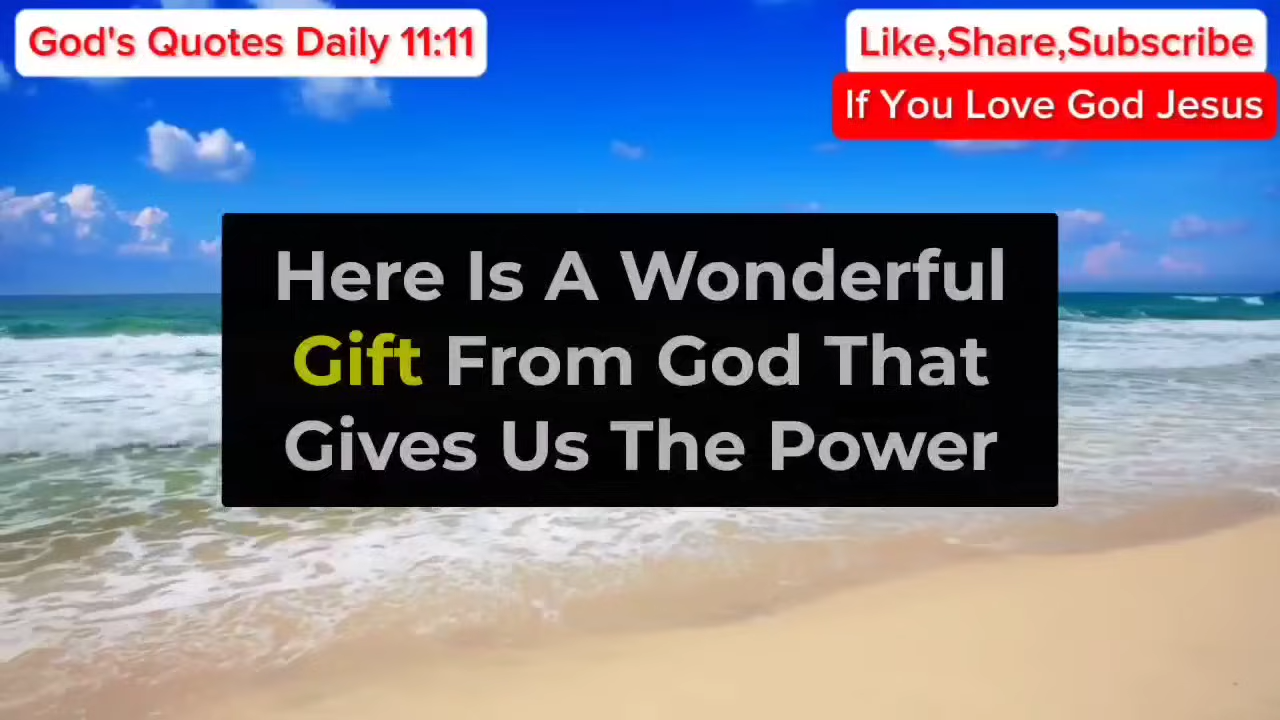 God's Quotes Daily 11:11
Like,Share,Subscribe
If You Love God Jesus
Here Is A Wonderful
Gift From God That
Gives Us The Power